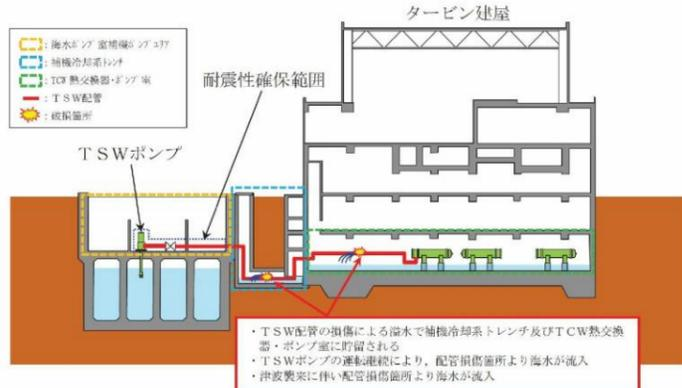 タービン建屋
：海水ポンプ室補機ポンプエリア
：補機冷却系トレンチ
：TCW熱交換器・ポンプ室
：TSW配管
：破損箇所
耐震性確保範囲
TSWポンプ
・TSW配管の損傷による溢水で補機冷却系トレンチ及びTCW熱交換
器・ポンプ室に貯留される
・TSWポンプの運転継続により，配管損傷箇所より海水が流入
・津波襲来に伴い配管損傷箇所より海水が流入